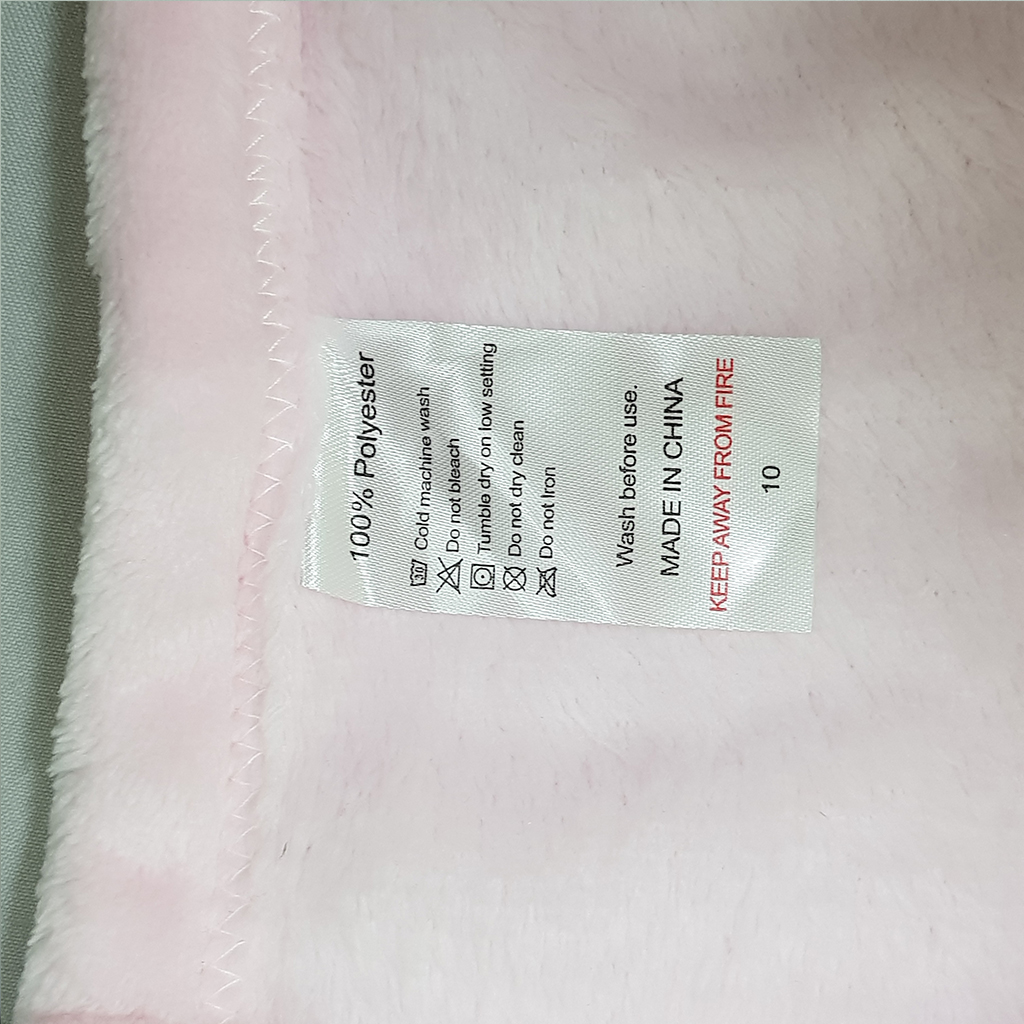 100% Polyester
Cold machine wash
Do not bleach
Tumble dry on low setting
Do not dry clean
Do not Iron
Wash before use.
MADE IN CHINA
KEEP AWAY FROM FIRE
10